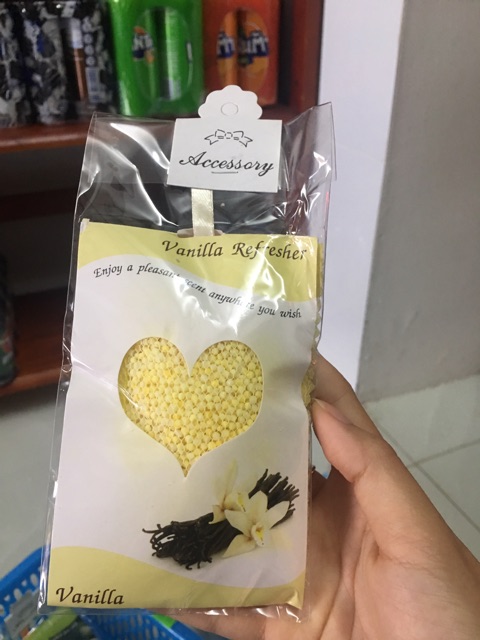 Accessory
Vanilla Refresher
Enjoy a pleasant scent anywhere you wish.
Vanilla